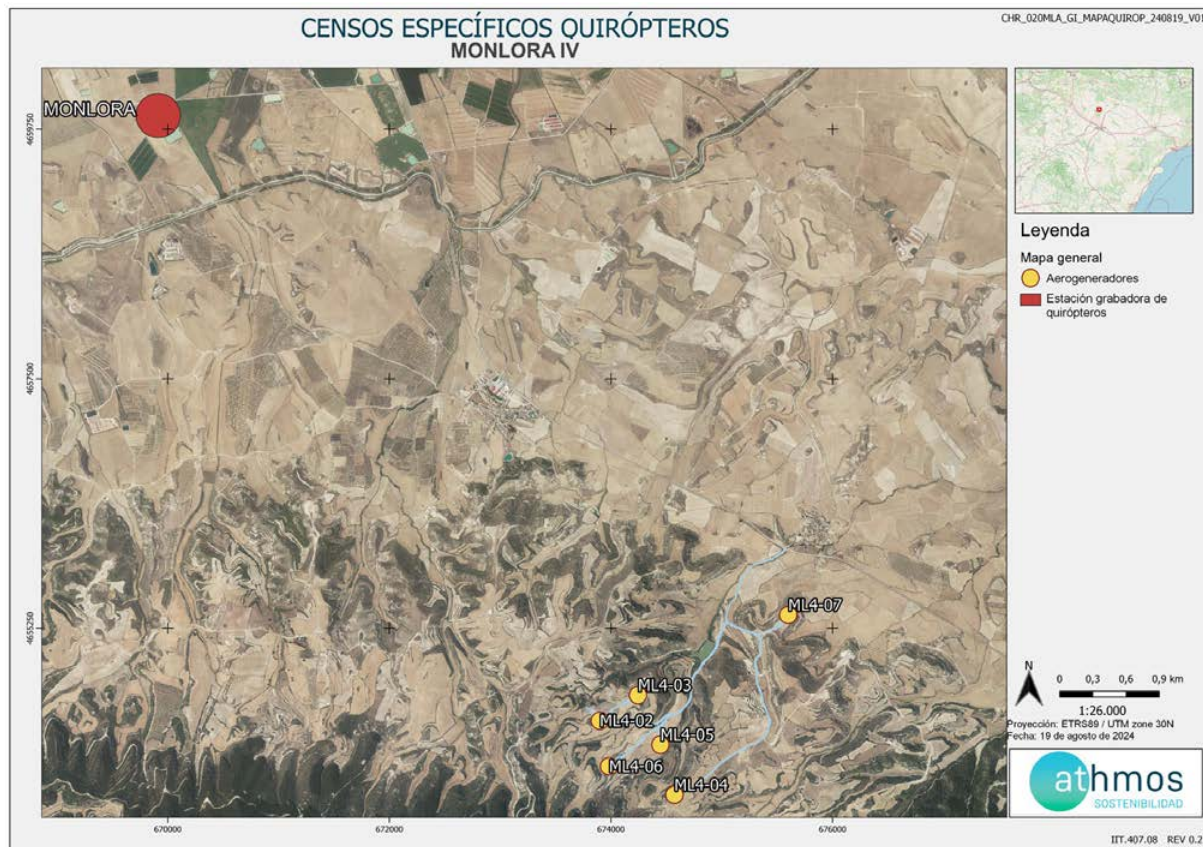 CENSOS ESPECÍFICOS QUIRÓPTEROS
MONLORA IV
CHR_020MLA_GI_MAPAQUIROP_240819_V01
MONLORA
4659750
4657500
4655250
670000
672000
674000
676000
ML4-07
ML4-03
ML4-02
ML4-05
ML4-06
ML4-04
Leyenda
Mapa general
Aerogeneradores
Estación grabadora de
quirópteros
N
0 0,3 0,6 0,9 km
1:26.000
Proyección: ETRS89 / UTM zone 30N
Fecha: 19 de agosto de 2024
athmos
SOSTENIBILIDAD
IIT.407.08 REV 0.2